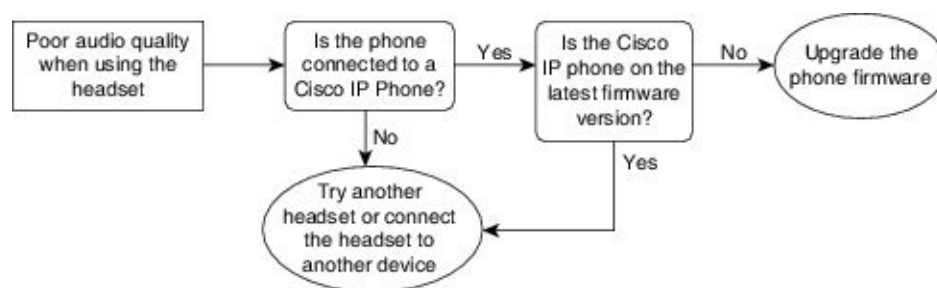 Poor audio quality
when using the
headset
Is the phone
connected to a
Cisco IP Phone?
Yes
Is the Cisco
IP phone on the
latest firmware
version?
No
Upgrade the
phone firmware
No
Yes
Try another
headset or connect
the headset to
another device